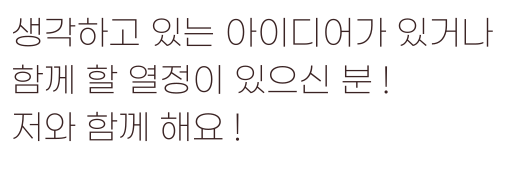 생각하고 있는 아이디어가 있거나
함께 할 열정이 있으신 분 !
저와 함께 해요 !